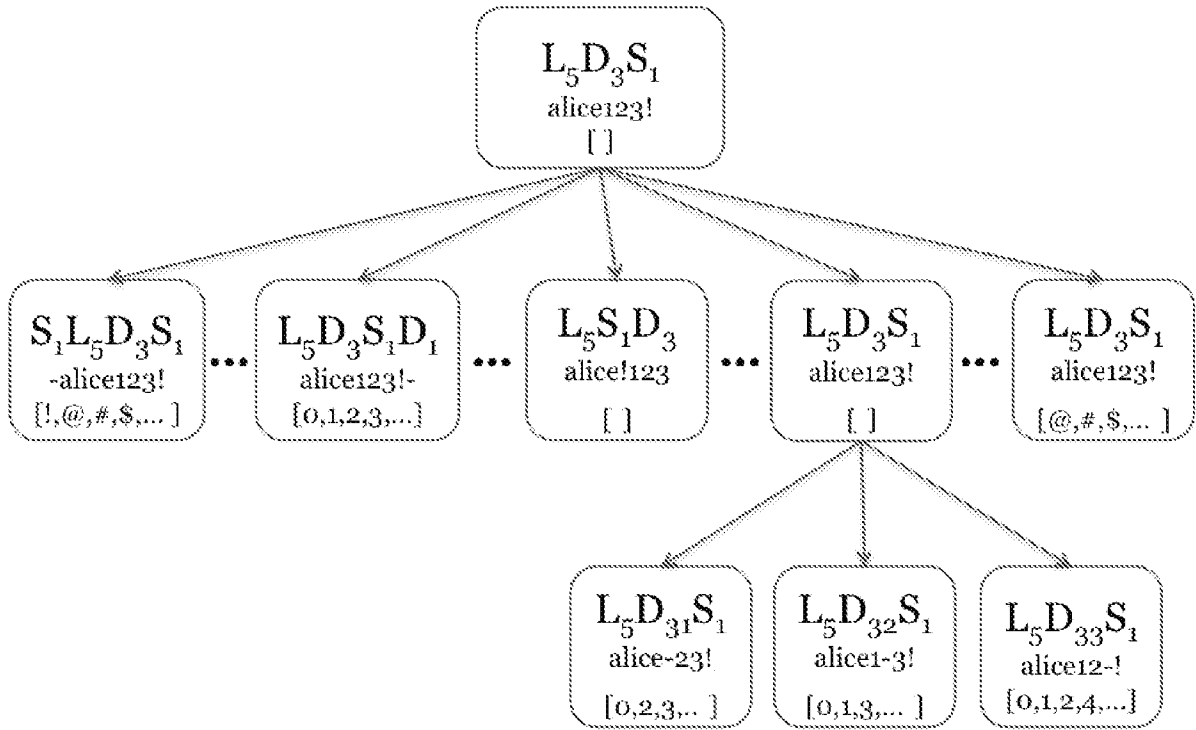 L₅D₃S₁
alice123!
[ ]
S₁L₅D₃S₁
-alice123!
[!,@,#,$,... ]
•••
L₅D₃S₁D₁
alice123!-
[0,1,2,3,...]
•••
L₅S₁D₃
alice!123
[ ]
•••
L₅D₃S₁
alice123!
[ ]
•••
L₅D₃S₁
alice123!
[@,#,$,... ]
L₅D₃₁S₁
alice-23!
[0,2,3,.. ]
L₅D₃₂S₁
alice1-3!
[0,1,3,... ]
L₅D₃₃S₁
alice12-!
[0,1,2,4,...]